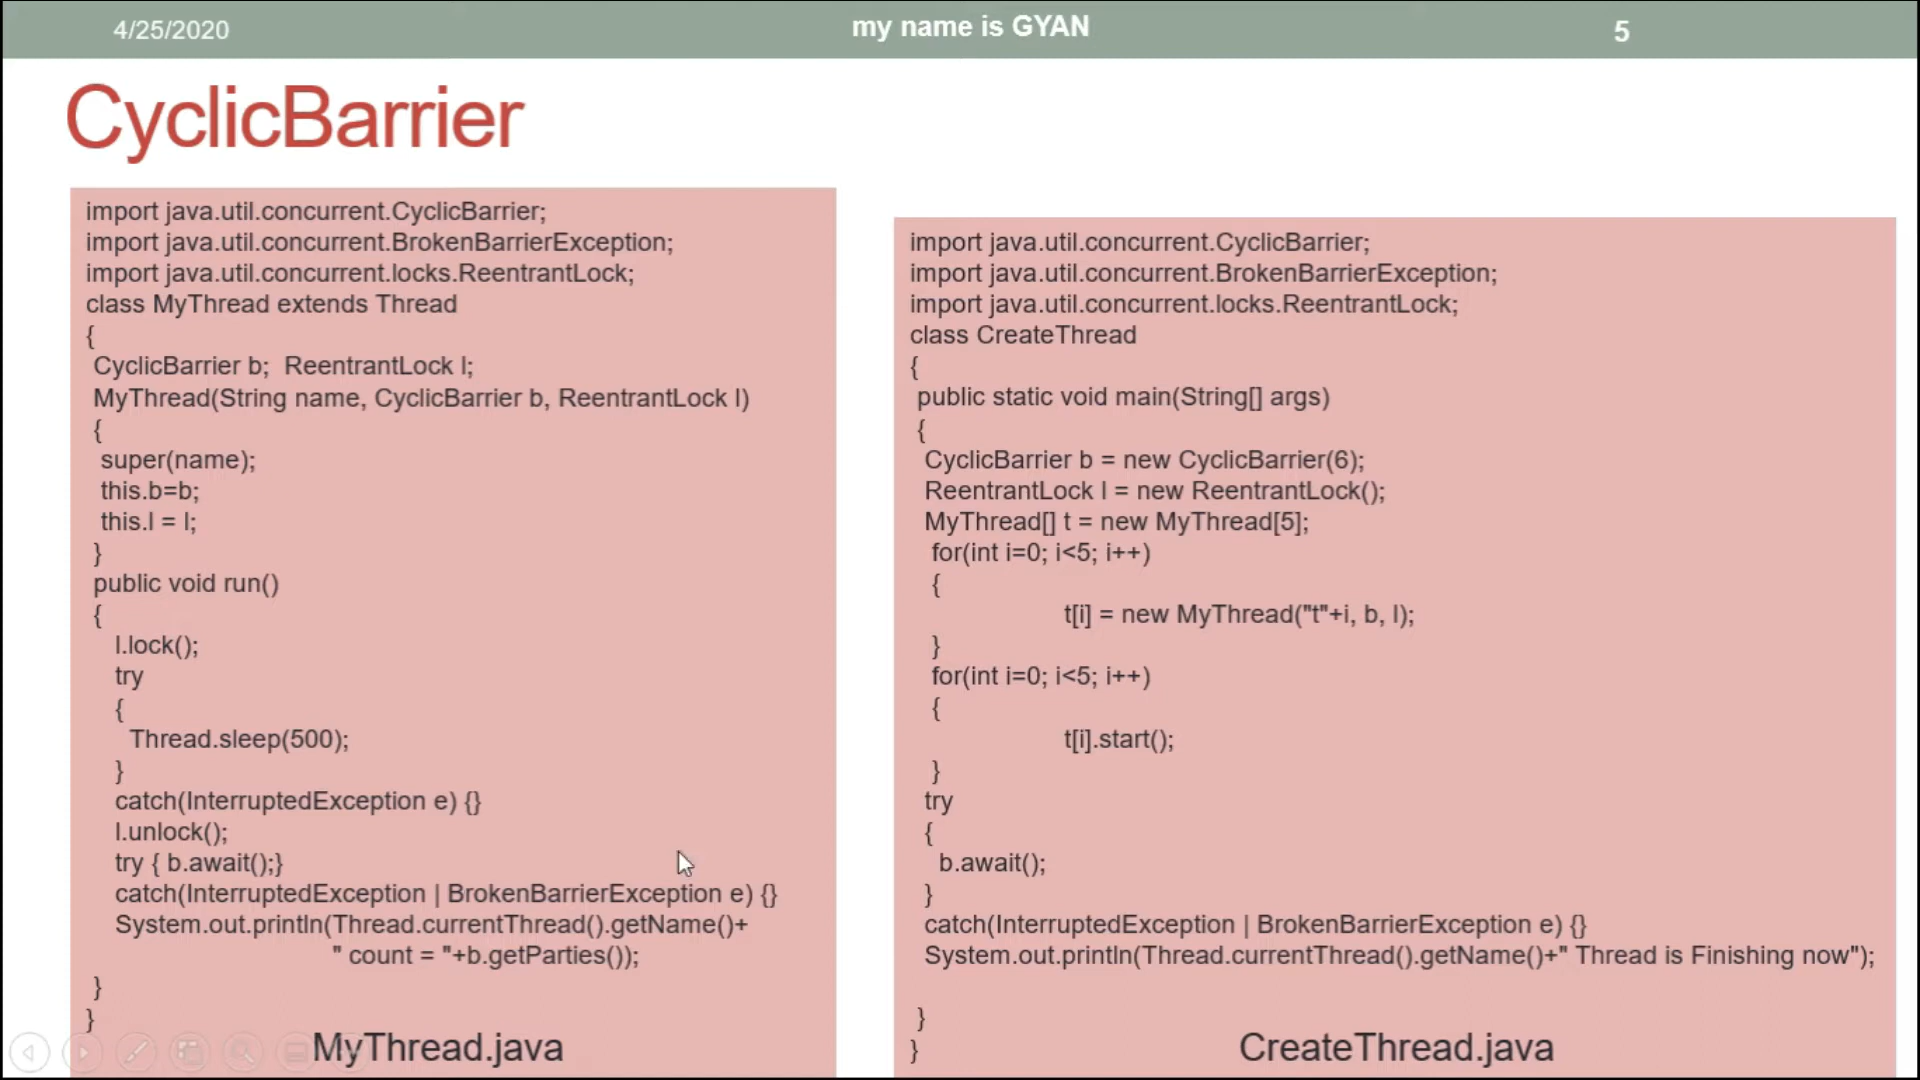 4/25/2020
my name is GYAN
5
CyclicBarrier
import java.util.concurrent.CyclicBarrier;
import java.util.concurrent.BrokenBarrierException;
import java.util.concurrent.locks.ReentrantLock;
class MyThread extends Thread
{
CyclicBarrier b;  ReentrantLock l;
MyThread(String name, CyclicBarrier b, ReentrantLock l)
{
super(name);
this.b=b;
this.l = l;
}
public void run()
{
l.lock();
try
{
Thread.sleep(500);
}
catch(InterruptedException e) {}
l.unlock();
try { b.await();}
catch(InterruptedException | BrokenBarrierException e) {}
System.out.println(Thread.currentThread().getName()+
" count = "+b.getParties());
}
}
MyThread.java
import java.util.concurrent.CyclicBarrier;
import java.util.concurrent.BrokenBarrierException;
import java.util.concurrent.locks.ReentrantLock;
class CreateThread
{
public static void main(String[] args)
{
CyclicBarrier b = new CyclicBarrier(6);
ReentrantLock l = new ReentrantLock();
MyThread[] t = new MyThread[5];
for(int i=0; i<5; i++)
{
t[i] = new MyThread("t"+i, b, l);
}
for(int i=0; i<5; i++)
{
t[i].start();
}
try
{
b.await();
}
catch(InterruptedException | BrokenBarrierException e) {}
System.out.println(Thread.currentThread().getName()+" Thread is Finishing now");
}
}
CreateThread.java